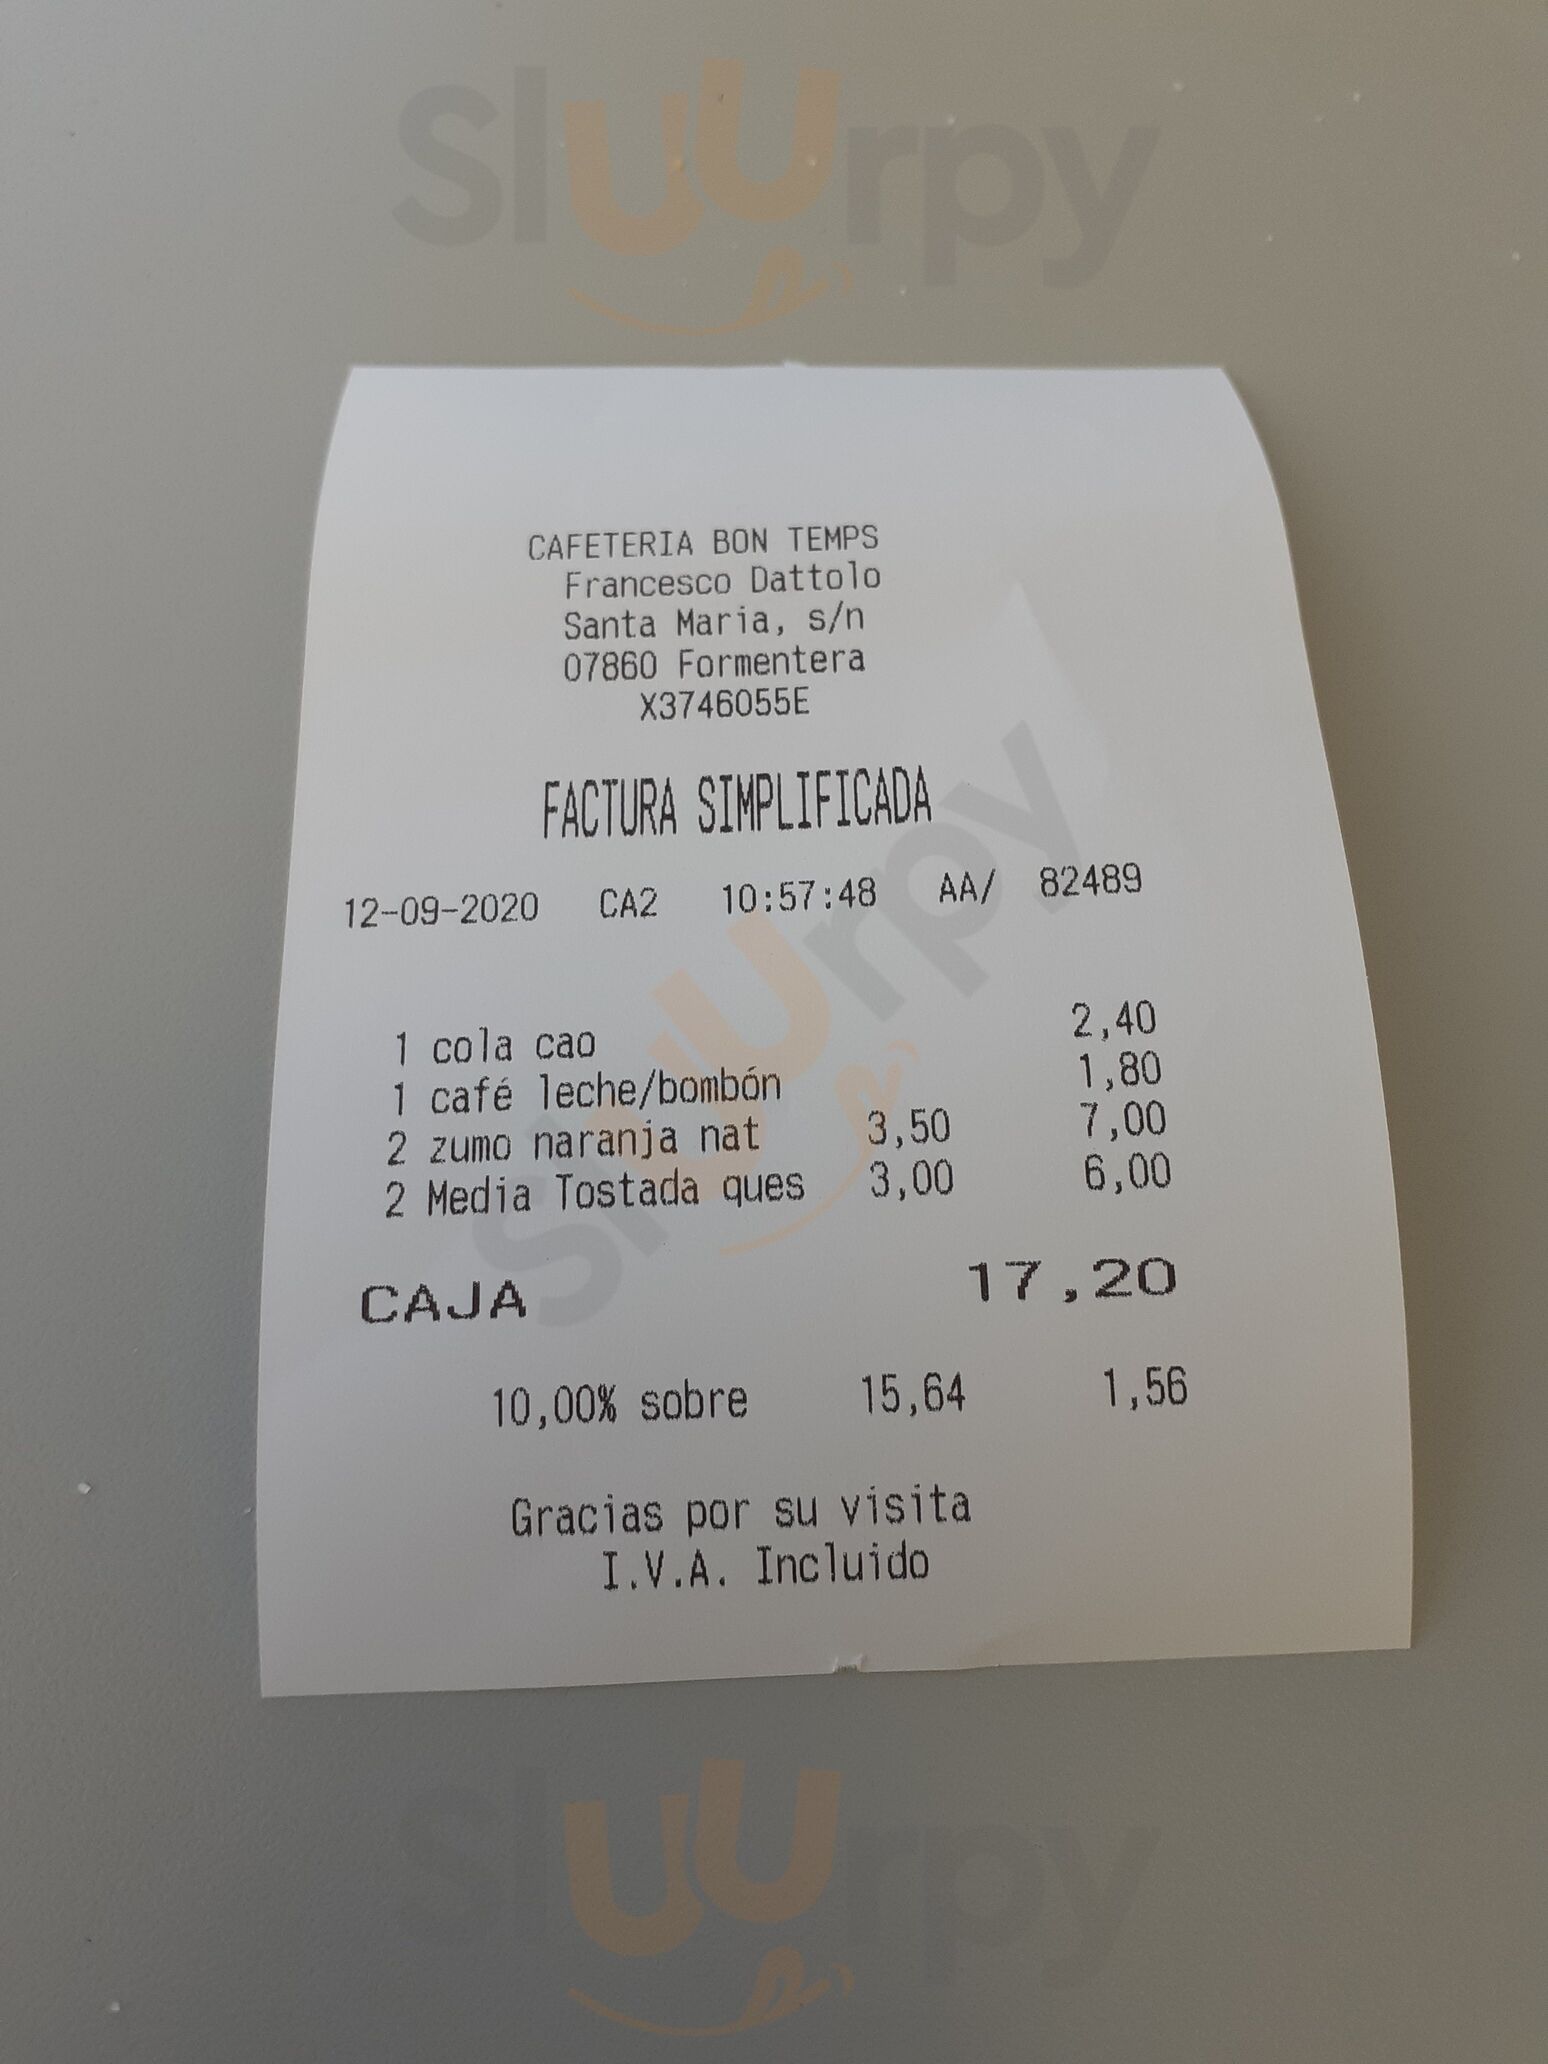 Sluurpy
CAFETERIA BON TEMPS
Francesco Dattolo
Santa Maria, s/n
07860 Formentera
X3746055E
FACTURA SIMPLIFICADA
12-09-2020 CA2 10:57:48 AA/ 82489
1 cola cao 2,40
1 café leche/bombón 1,80
2 zumo naranja nat 3,50 7,00
2 Media Tostada ques 3,00 6,00
Sluurpy
CAJA 17,20
10,00% sobre 15,64 1,56
Gracias por su visita
I.V.A. Incluido
Sluurpy